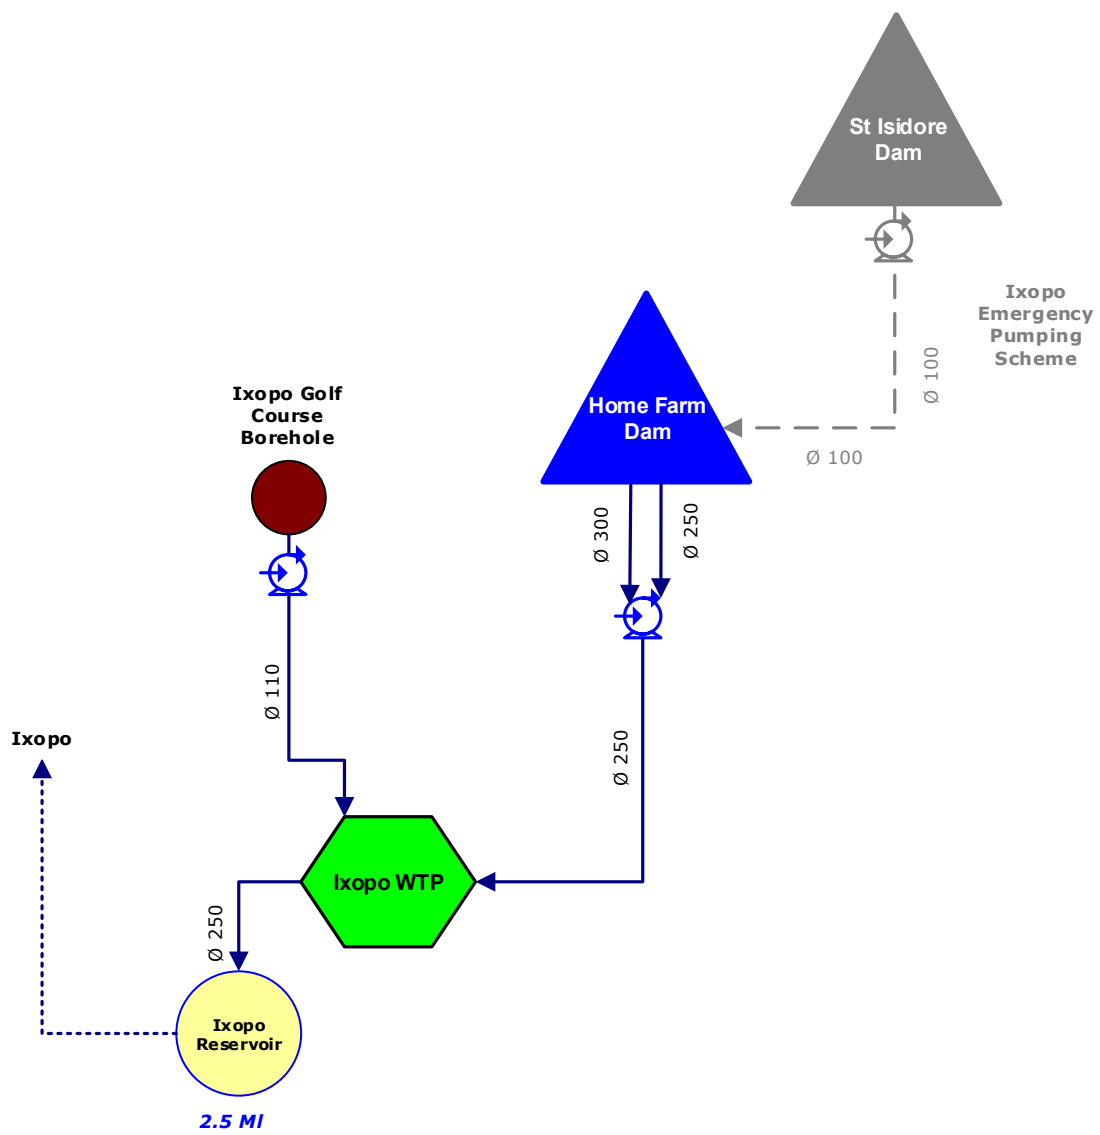 St Isidore
Dam
Ixopo
Emergency
Pumping
Scheme
Ø 100
Ø 100
Home Farm
Dam
Ixopo Golf
Course
Borehole
Ø 300
Ø 250
Ø 110
Ø 250
Ixopo
Ixopo WTP
Ø 250
Ixopo
Reservoir
2.5 Ml